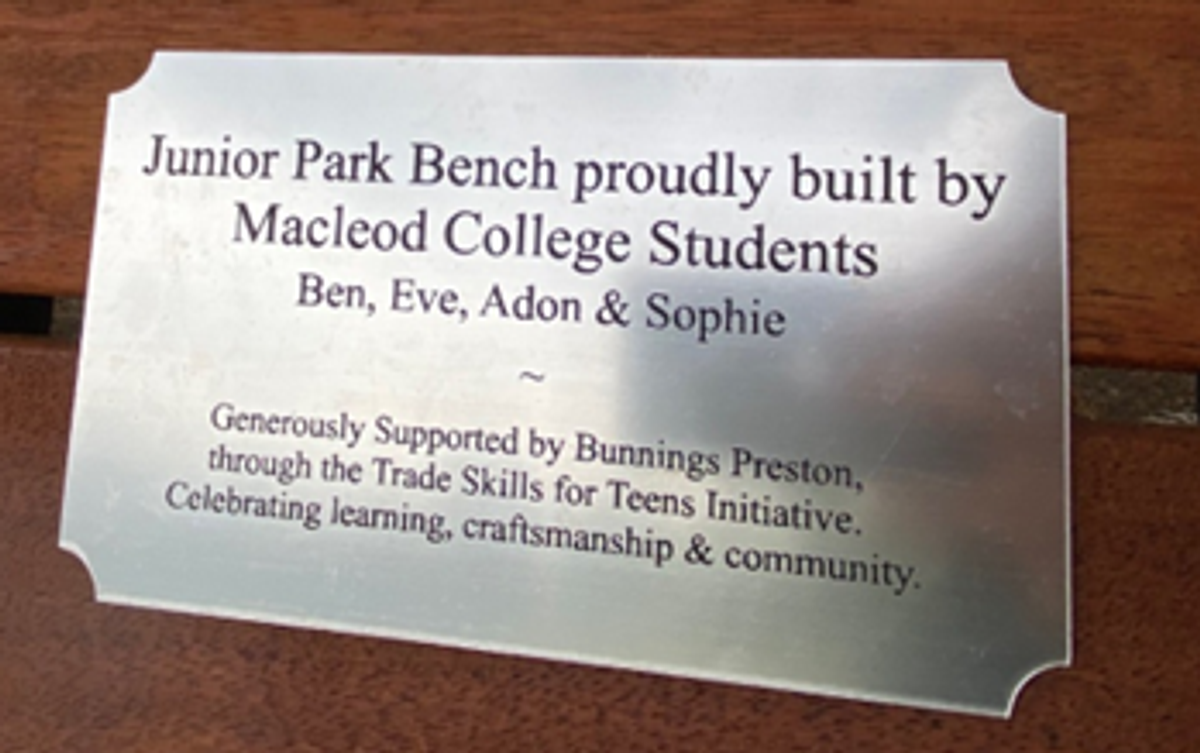 Junior Park Bench proudly built by
Macleod College Students
Ben, Eve, Adon & Sophie
~
Generously Supported by Bunnings Preston,
through the Trade Skills for Teens Initiative.
Celebrating learning, craftsmanship & community.